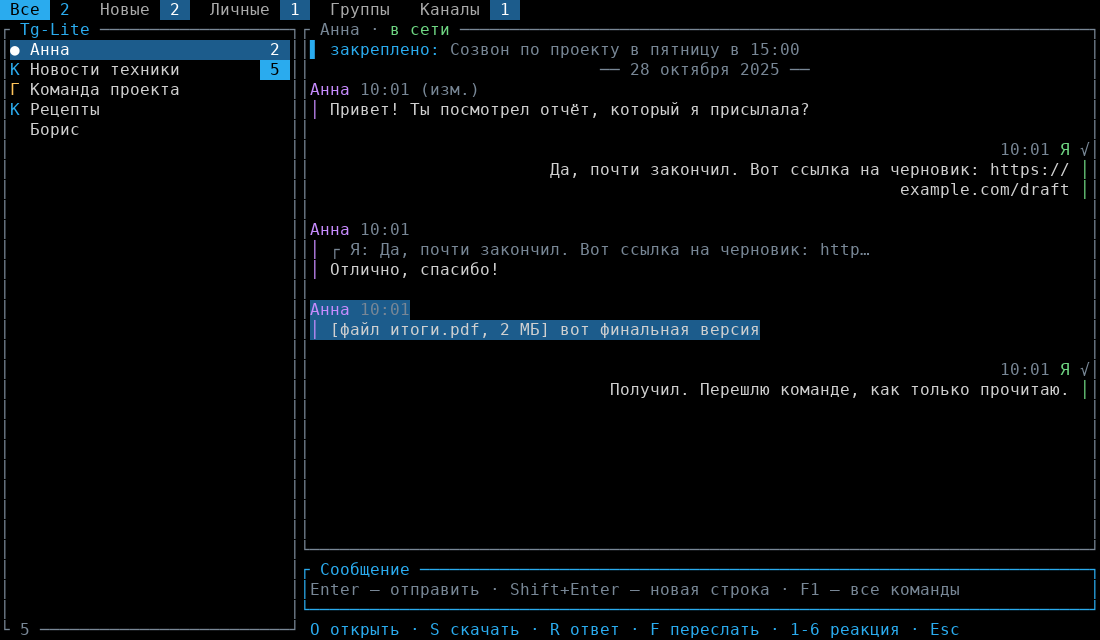 Все 2 Новые 2 Личные 1 Группы Каналы 1
Tg-Lite
● Анна 2
К Новости техники 5
Г Команда проекта
К Рецепты
Борис
5
Анна · в сети
закреплено: Созвон по проекту в пятницу в 15:00
── 28 октября 2025 ──
Анна 10:01 (изм.)
Привет! Ты посмотрел отчёт, который я присылала?
10:01 Я √
Да, почти закончил. Вот ссылка на черновик: https://
example.com/draft
Анна 10:01
┌ Я: Да, почти закончил. Вот ссылка на черновик: http…
Отлично, спасибо!
Анна 10:01
[файл итоги.pdf, 2 МБ] вот финальная версия
10:01 Я √
Получил. Перешлю команде, как только прочитаю.
Сообщение
Enter — отправить · Shift+Enter — новая строка · F1 — все команды
O открыть · S скачать · R ответ · F переслать · 1-6 реакция · Esc